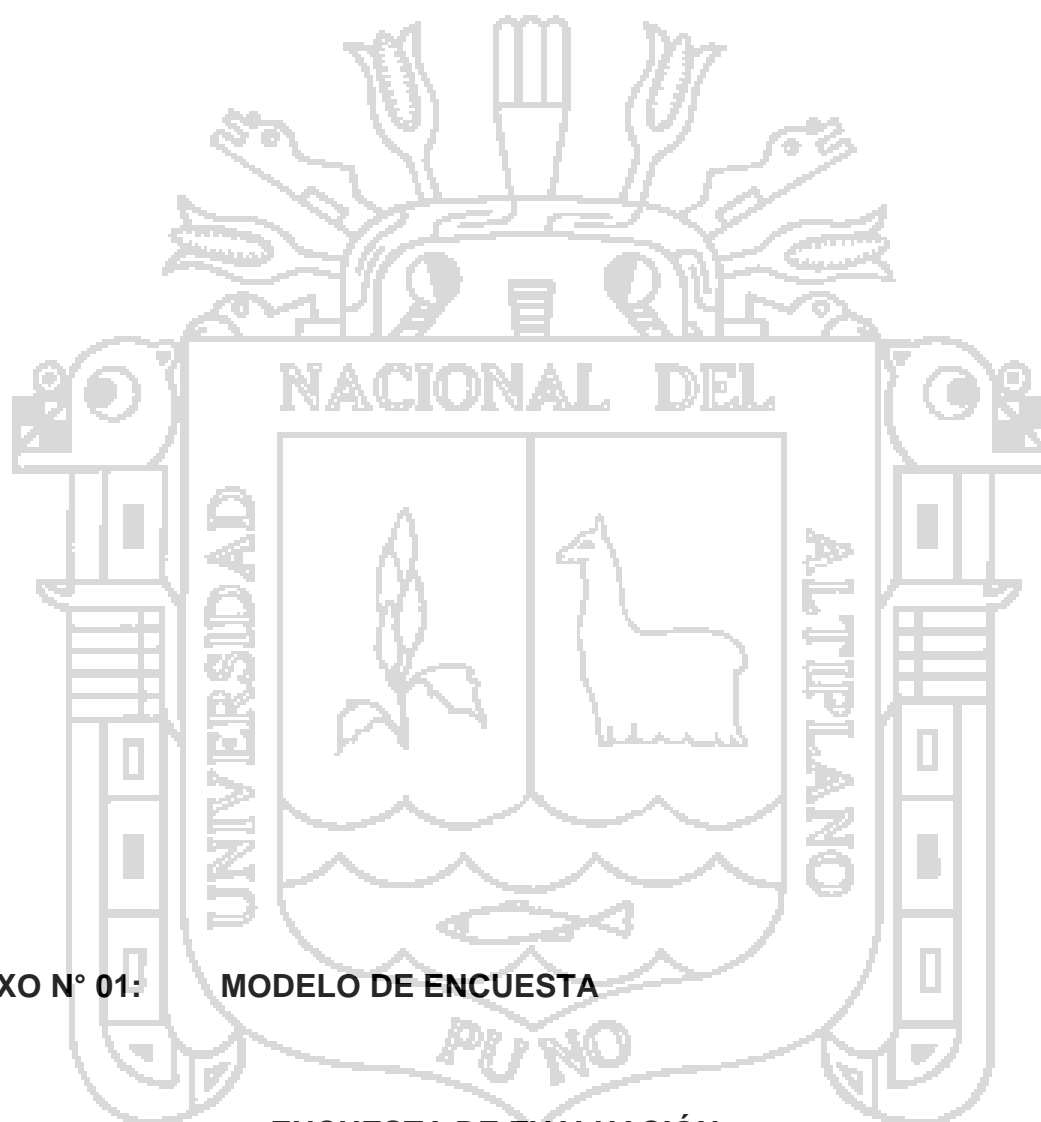 NACIONAL DEL
UNIVERSIDAD
ALTIPLANO
XO N° 01: MODELO DE ENCUESTA
PUNO